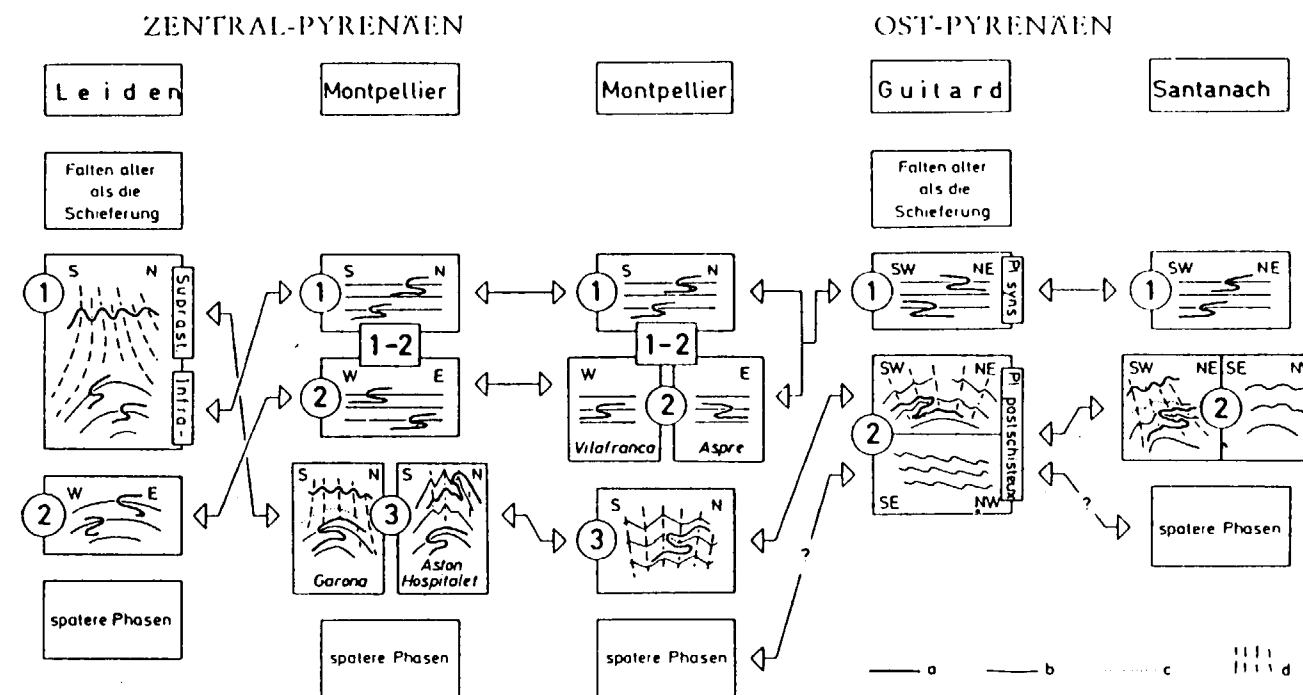 ZENTRAL-PYRENÄEN
OST-PYRENÄEN
Leiden
Montpellier
Montpellier
Guitard
Santanach
Falten alter
als die
Schieferung
Falten alter
als die
Schieferung
1
S
N
Suprast
Intra-
1
S
N
1
S
N
1
SW
NE
Pl syns
1
SW
NE
1-2
1-2
2
W
E
2
W
E
Vilafranca
Aspre
2
SW
NE
SE
NW
Pl postschisteux
2
SW
NE
SE
2
W
E
3
S
N
S
N
Garona
Aston
Hospitalet
3
S
N
?
?
spatere Phasen
spatere Phasen
spatere Phasen
spatere Phasen
a
b
c
d